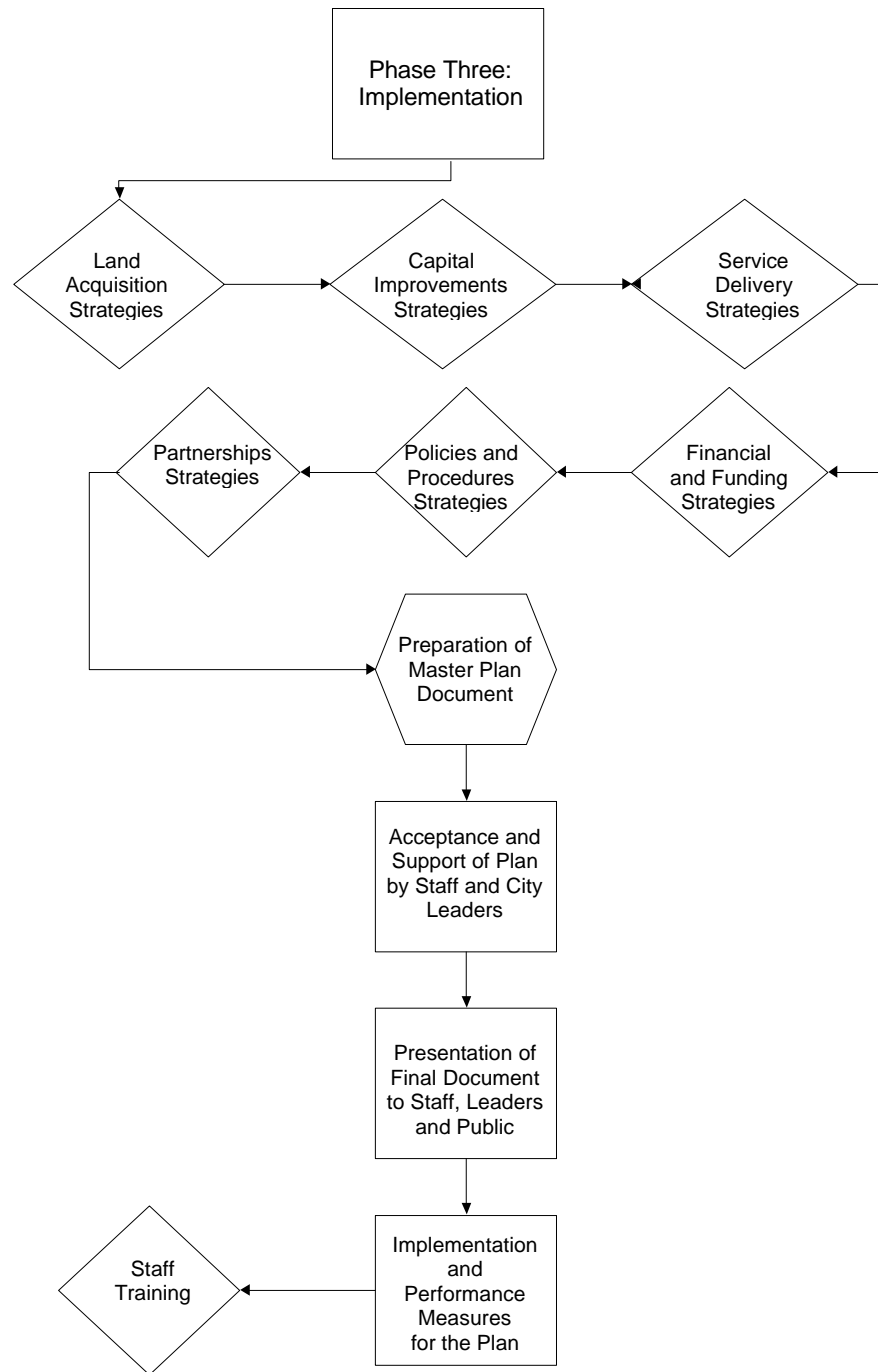 Phase Three:
Implementation
Land
Acquisition
Strategies
Capital
Improvements
Strategies
Service
Delivery
Strategies
Partnerships
Strategies
Policies and
Procedures
Strategies
Financial
and Funding
Strategies
Preparation of
Master Plan
Document
Acceptance and
Support of Plan
by Staff and City
Leaders
Presentation of
Final Document
to Staff, Leaders
and Public
Staff
Training
Implementation
and
Performance
Measures
for the Plan